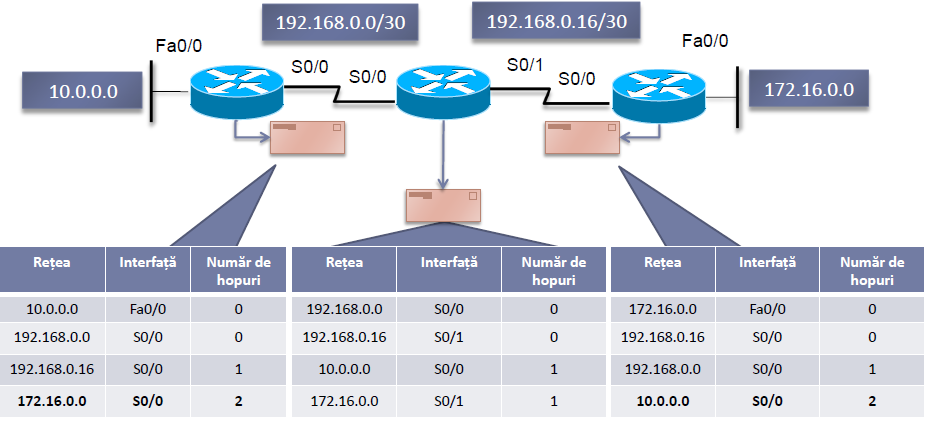 192.168.0.0/30
192.168.0.16/30
Fa0/0
Fa0/0
S0/0
S0/0
S0/1
S0/0
10.0.0.0
172.16.0.0
Rețea Interfață Număr de hopuri
10.0.0.0 Fa0/0 0
192.168.0.0 S0/0 0
192.168.0.16 S0/0 1
172.16.0.0 S0/0 2
Rețea Interfață Număr de hopuri
192.168.0.0 S0/0 0
192.168.0.16 S0/1 0
10.0.0.0 S0/0 1
172.16.0.0 S0/1 1
Rețea Interfață Număr de hopuri
172.16.0.0 Fa0/0 0
192.168.0.16 S0/0 0
192.168.0.0 S0/0 1
10.0.0.0 S0/0 2